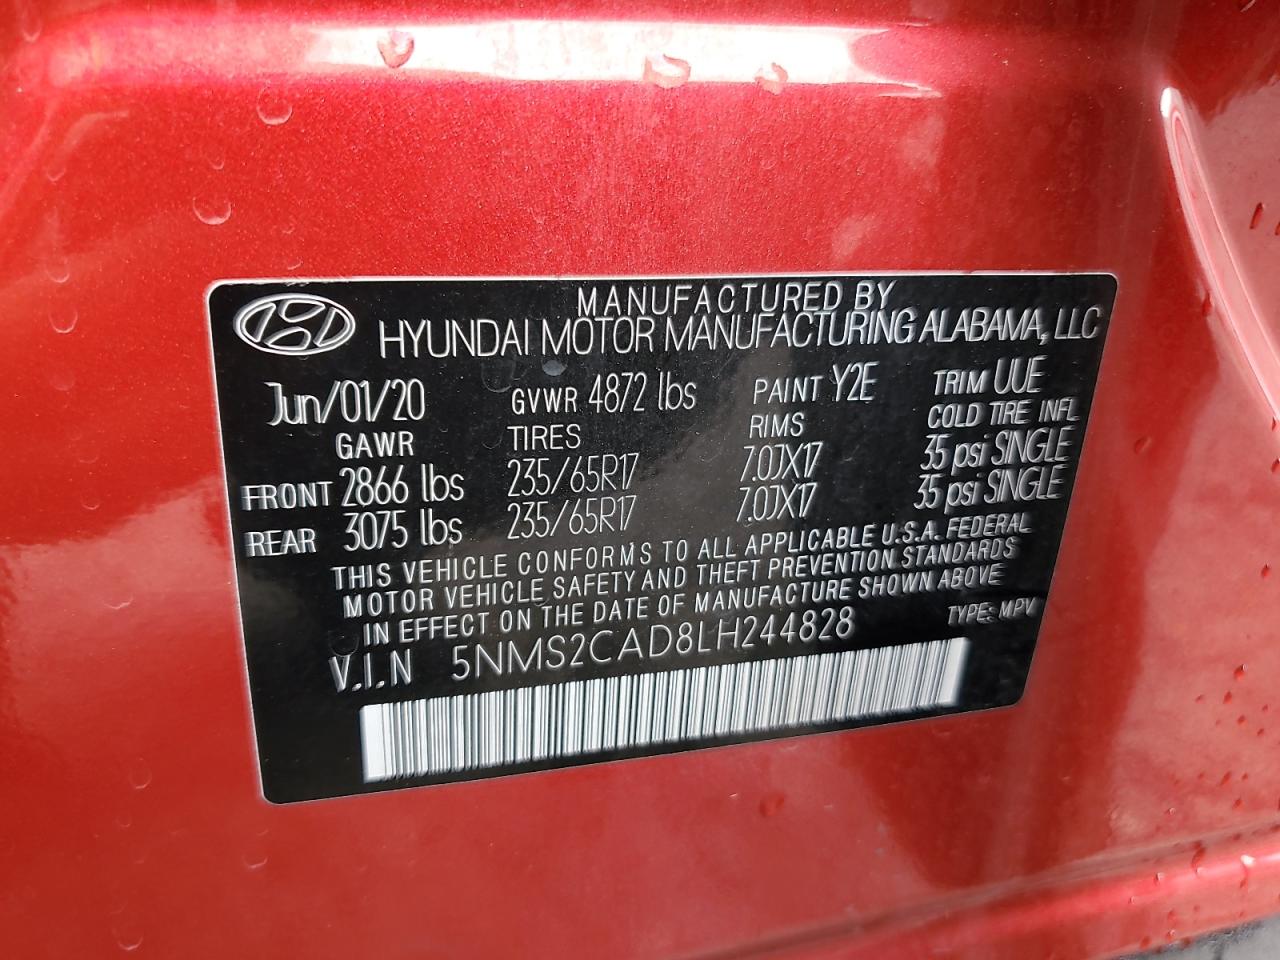 MANUFACTURED BY
HYUNDAI MOTOR MANUFACTURING ALABAMA, LLC
Jun/01/20 GVWR 4872 lbs PAINT Y2E TRIM UUE
GAWR TIRES RIMS COLD TIRE INFL
FRONT 2866 lbs 235/65R17 7.0JX17 35 psi SINGLE
REAR 3075 lbs 235/65R17 7.0JX17 35 psi SINGLE
THIS VEHICLE CONFORMS TO ALL APPLICABLE U.S.A. FEDERAL
MOTOR VEHICLE SAFETY AND THEFT PREVENTION STANDARDS
IN EFFECT ON THE DATE OF MANUFACTURE SHOWN ABOVE
V.I.N 5NMS2CAD8LH244828 TYPE: MPV